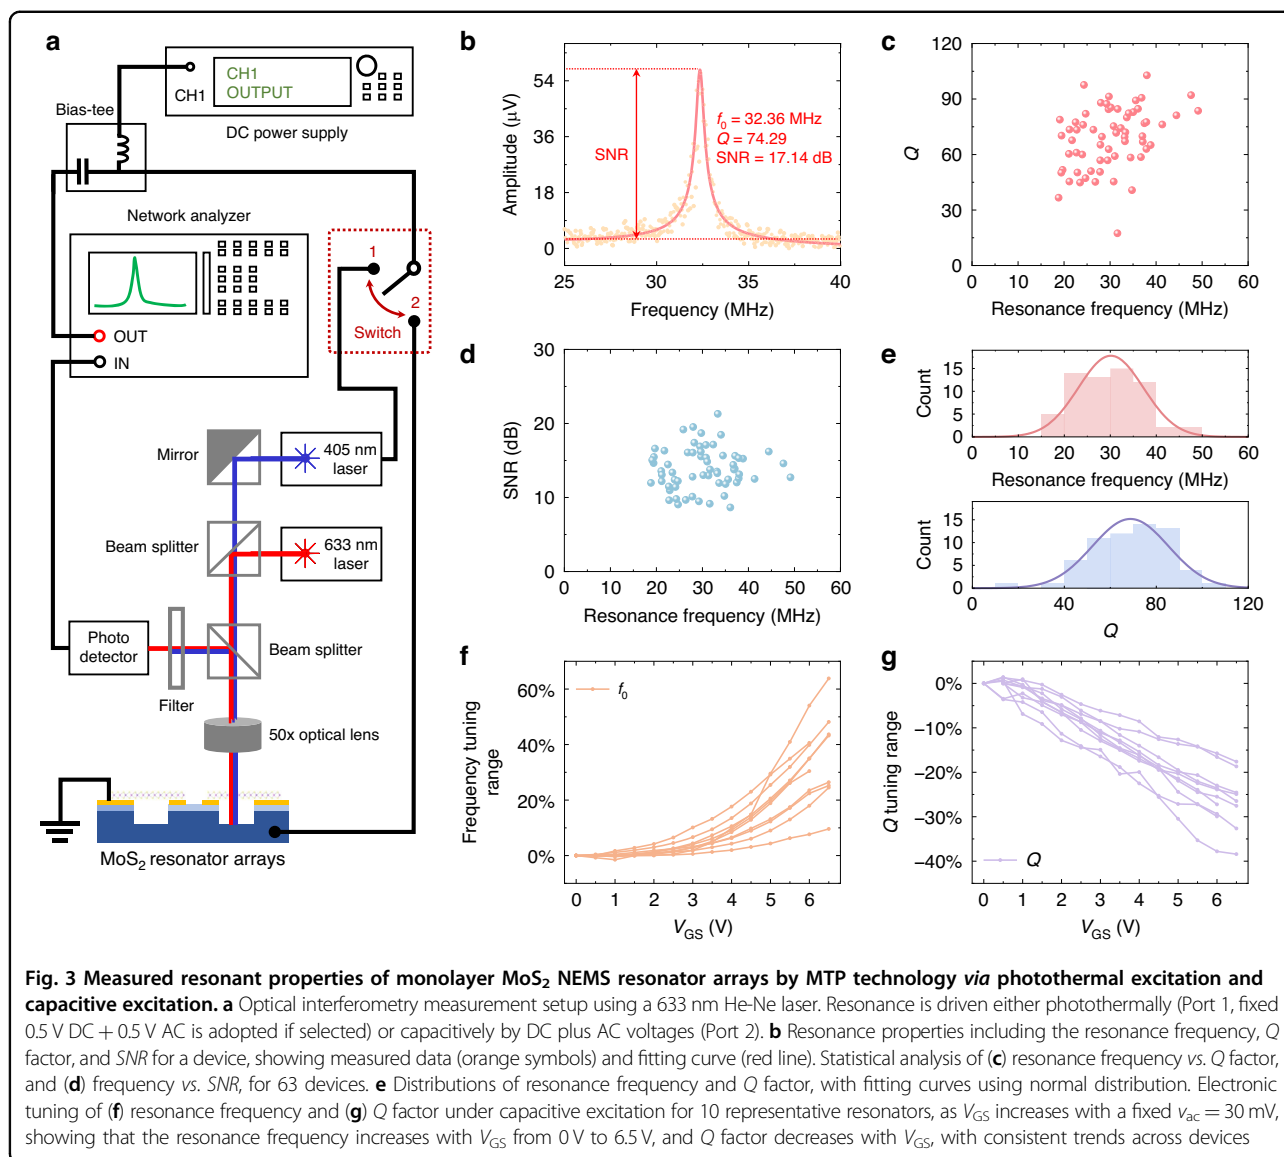 a
CH1
OUTPUT
CH1
DC power supply
Bias-tee
Network analyzer
OUT
IN
1
2
Switch
Mirror
405 nm
laser
Beam splitter
633 nm
laser
Photo
detector
Beam splitter
Filter
50x optical lens
MoS₂ resonator arrays
b
Amplitude (μV)
54
36
18
0
SNR
f₀ = 32.36 MHz
Q = 74.29
SNR = 17.14 dB
25 30 35 40
Frequency (MHz)
c
Q
120
90
60
30
0
0 10 20 30 40 50 60
Resonance frequency (MHz)
d
SNR (dB)
30
20
10
0
0 10 20 30 40 50 60
Resonance frequency (MHz)
e
Count
15
10
5
0
0 10 20 30 40 50 60
Resonance frequency (MHz)
Count
15
10
5
0
0 40 80 120
Q
f
f₀
Frequency tuning
range
60%
40%
20%
0%
0 1 2 3 4 5 6
V_GS (V)
g
Q tuning range
0%
−10%
−20%
−30%
−40%
Q
0 1 2 3 4 5 6
V_GS (V)
Fig. 3 Measured resonant properties of monolayer MoS₂ NEMS resonator arrays by MTP technology via photothermal excitation and
capacitive excitation. a Optical interferometry measurement setup using a 633 nm He-Ne laser. Resonance is driven either photothermally (Port 1, fixed
0.5 V DC + 0.5 V AC is adopted if selected) or capacitively by DC plus AC voltages (Port 2). b Resonance properties including the resonance frequency, Q
factor, and SNR for a device, showing measured data (orange symbols) and fitting curve (red line). Statistical analysis of (c) resonance frequency vs. Q factor,
and (d) frequency vs. SNR, for 63 devices. e Distributions of resonance frequency and Q factor, with fitting curves using normal distribution. Electronic
tuning of (f) resonance frequency and (g) Q factor under capacitive excitation for 10 representative resonators, as V_GS increases with a fixed v_ac = 30 mV,
showing that the resonance frequency increases with V_GS from 0 V to 6.5 V, and Q factor decreases with V_GS, with consistent trends across devices